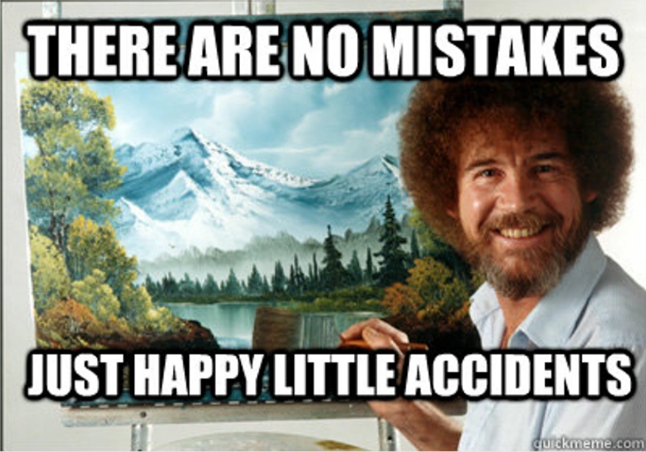 THERE ARE NO MISTAKES
JUST HAPPY LITTLE ACCIDENTS
quickmeme.com